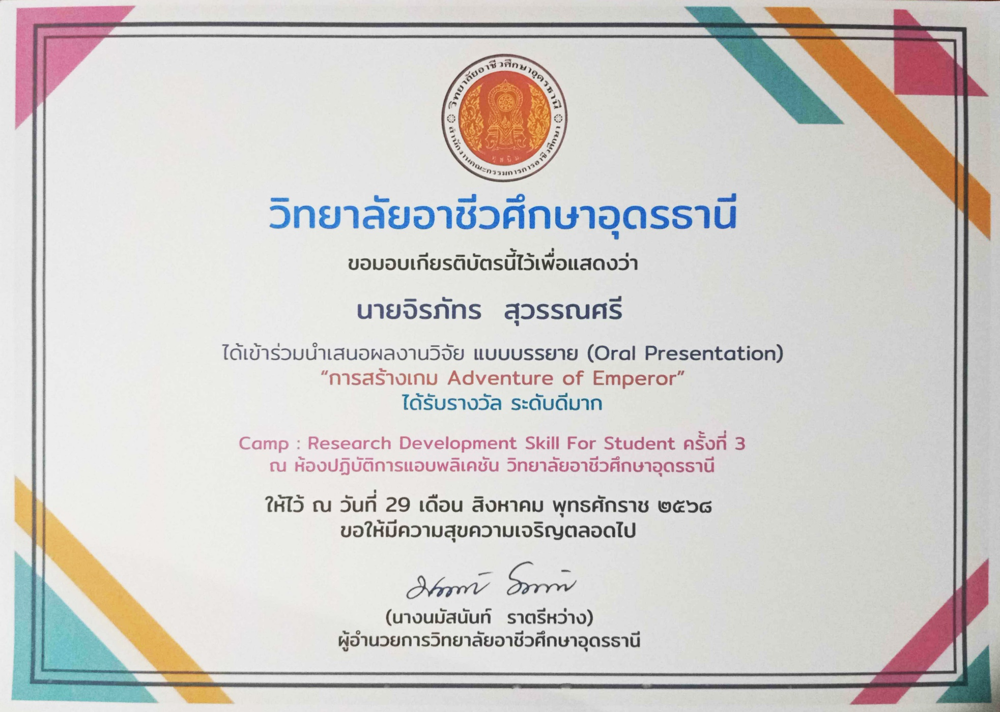 วิทยาลัยอาชีวศึกษาอุดรธานี
สำนักงานคณะกรรมการการอาชีวศึกษา
วิทยาลัยอาชีวศึกษาอุดรธานี
ขอมอบเกียรติบัตรนี้ไว้เพื่อแสดงว่า
นายจิรภัทร สุวรรณศรี
ได้เข้าร่วมนำเสนอผลงานวิจัย แบบบรรยาย (Oral Presentation)
“การสร้างเกม Adventure of Emperor”
ได้รับรางวัล ระดับดีมาก
Camp : Research Development Skill For Student ครั้งที่ 3
ณ ห้องปฏิบัติการแอบพลิเคชัน วิทยาลัยอาชีวศึกษาอุดรธานี
ให้ไว้ ณ วันที่ 29 เดือน สิงหาคม พุทธศักราช ๒๕๖๘
ขอให้มีความสุขความเจริญตลอดไป
(นางนมัสนันท์ ราตรีหว่าง)
ผู้อำนวยการวิทยาลัยอาชีวศึกษาอุดรธานี